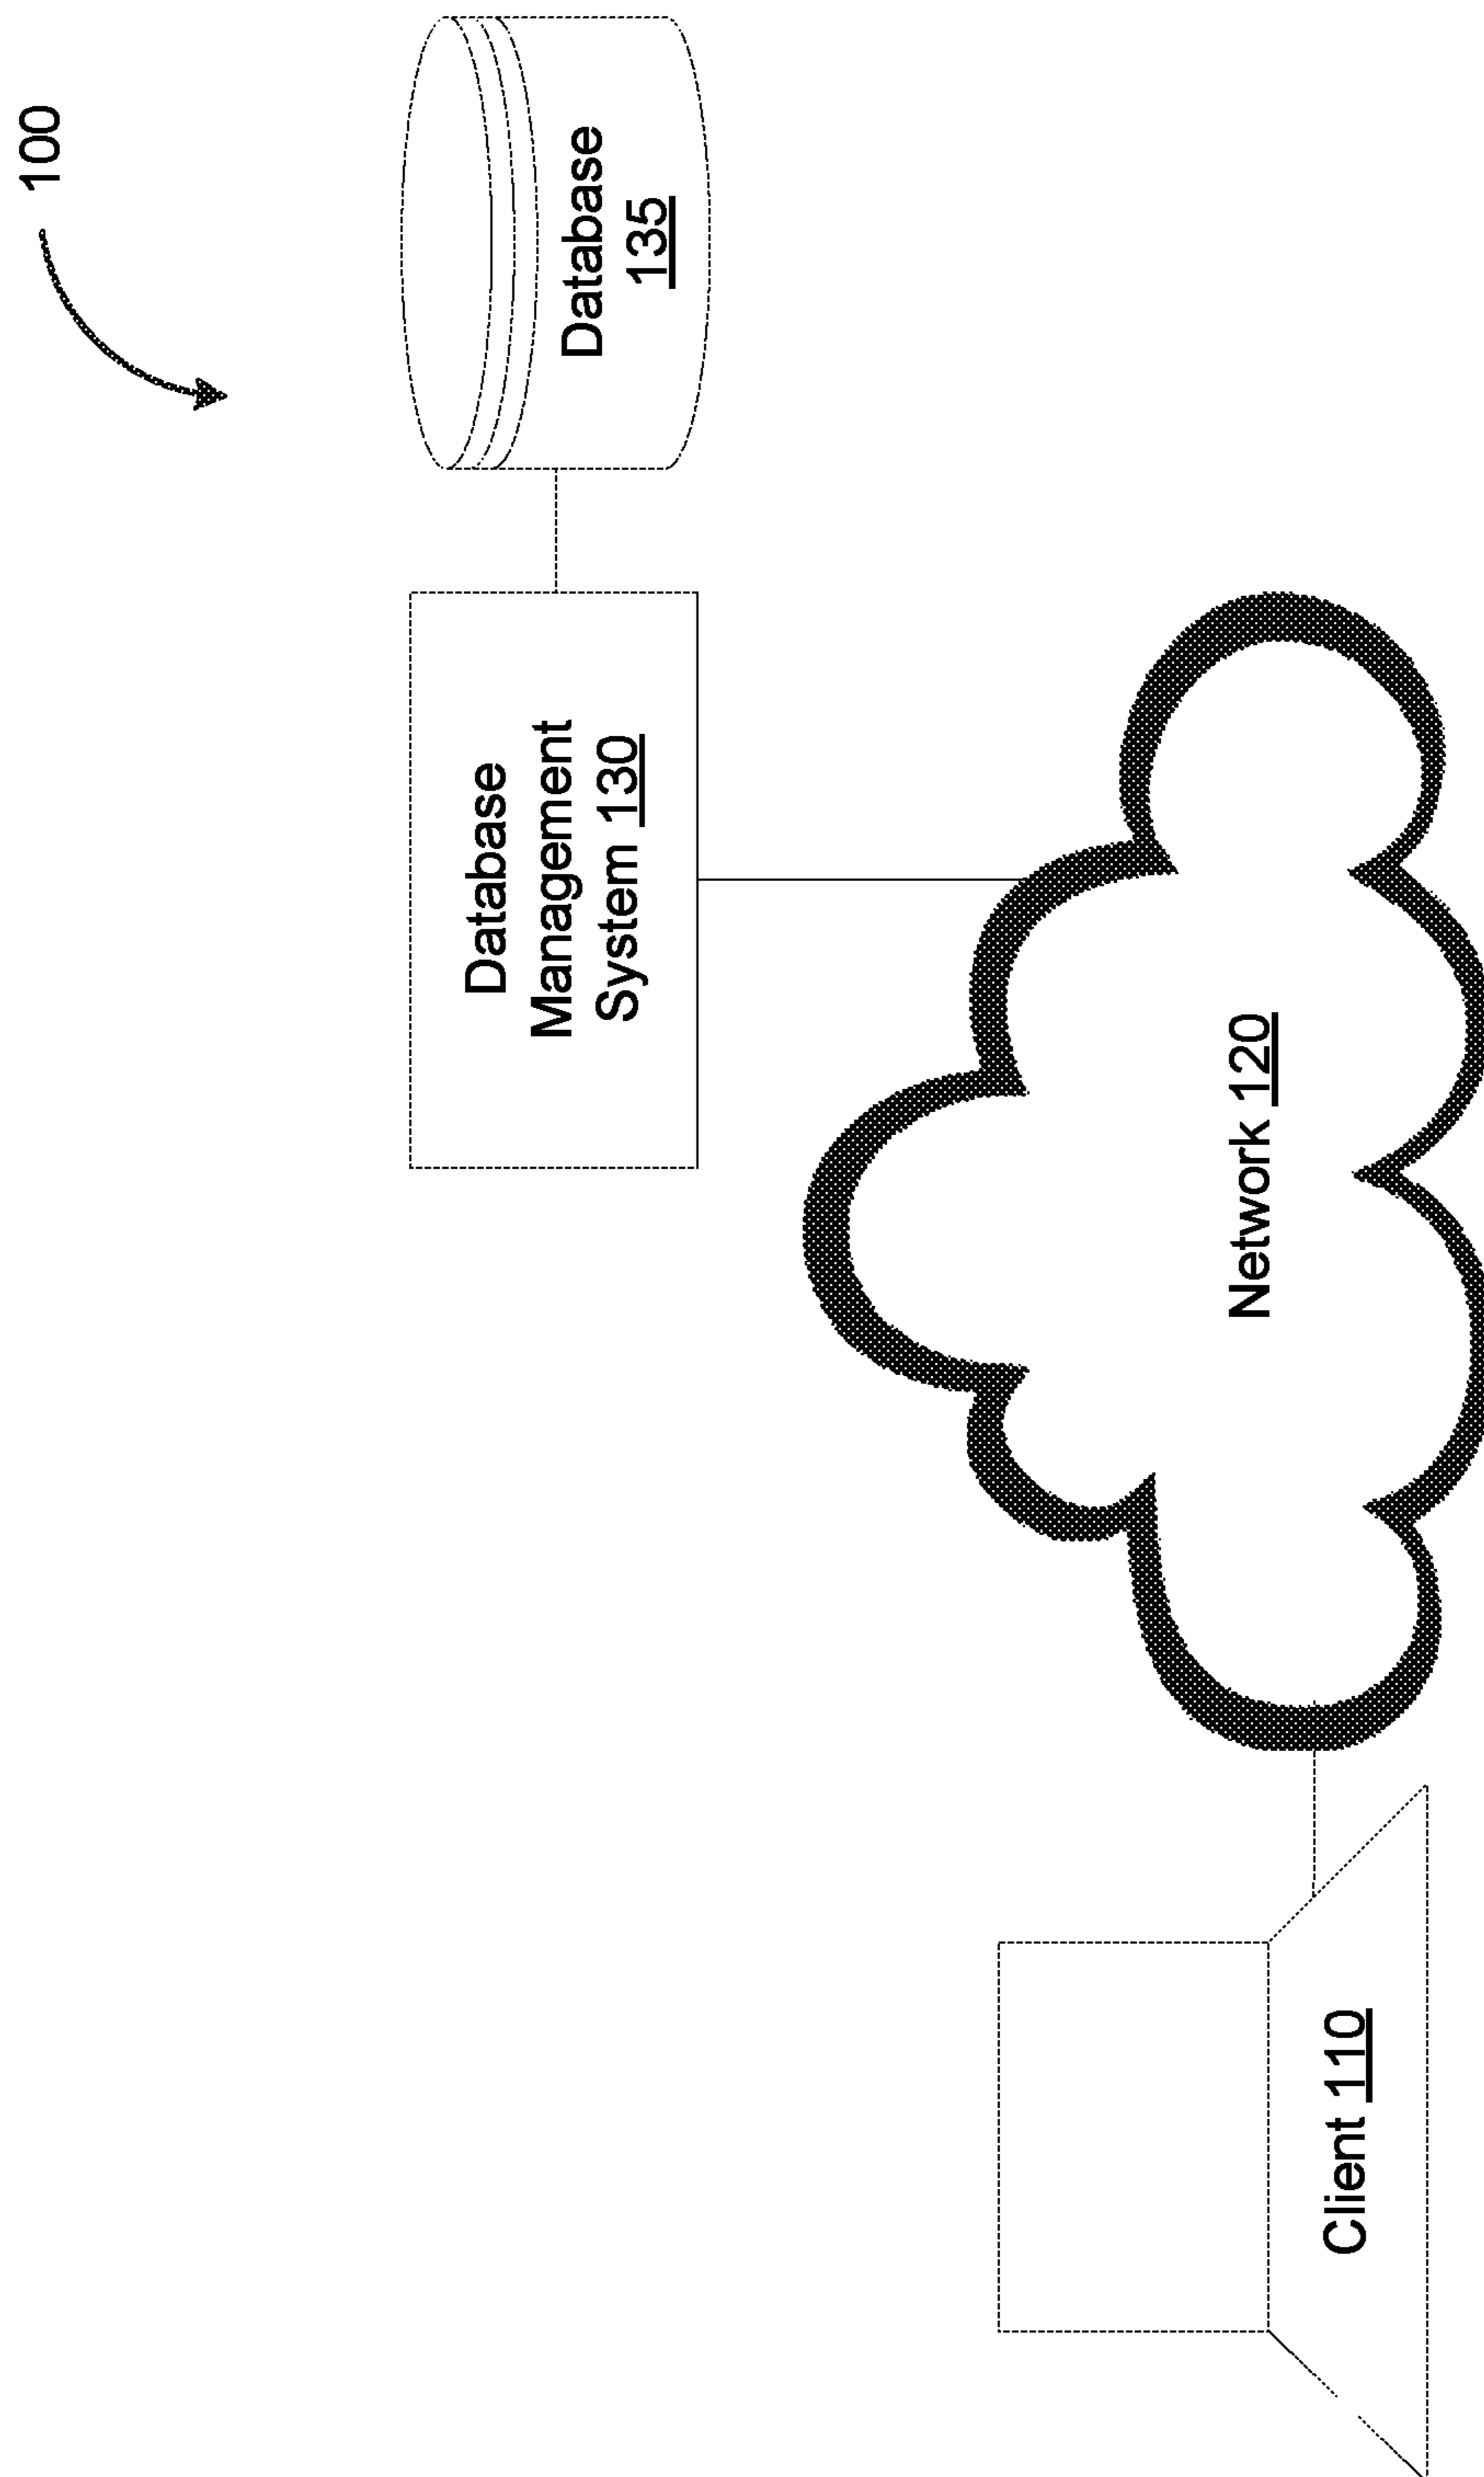 100
Database
135
Database
Management
System 130
Network 120
Client 110